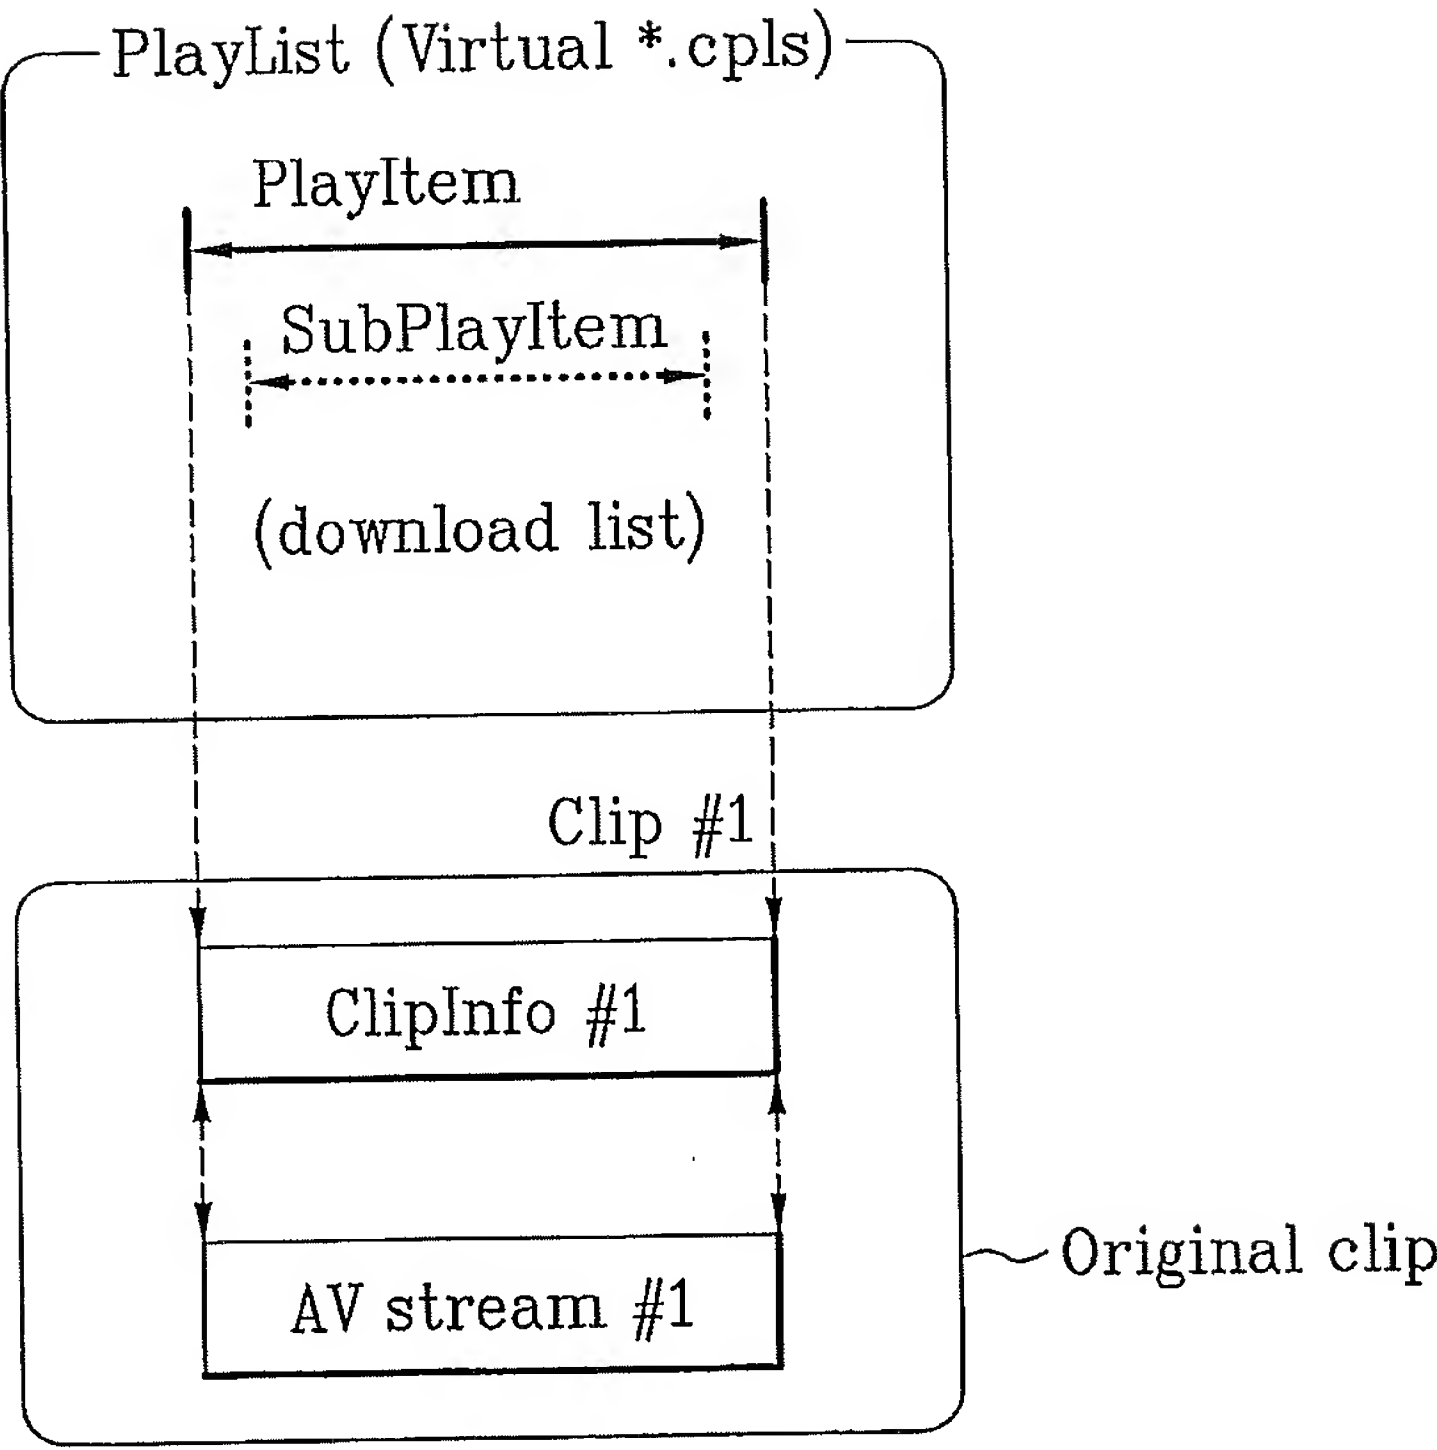 PlayList (Virtual *.cpls)
PlayItem
SubPlayItem
(download list)
Clip #1
ClipInfo #1
AV stream #1
Original clip